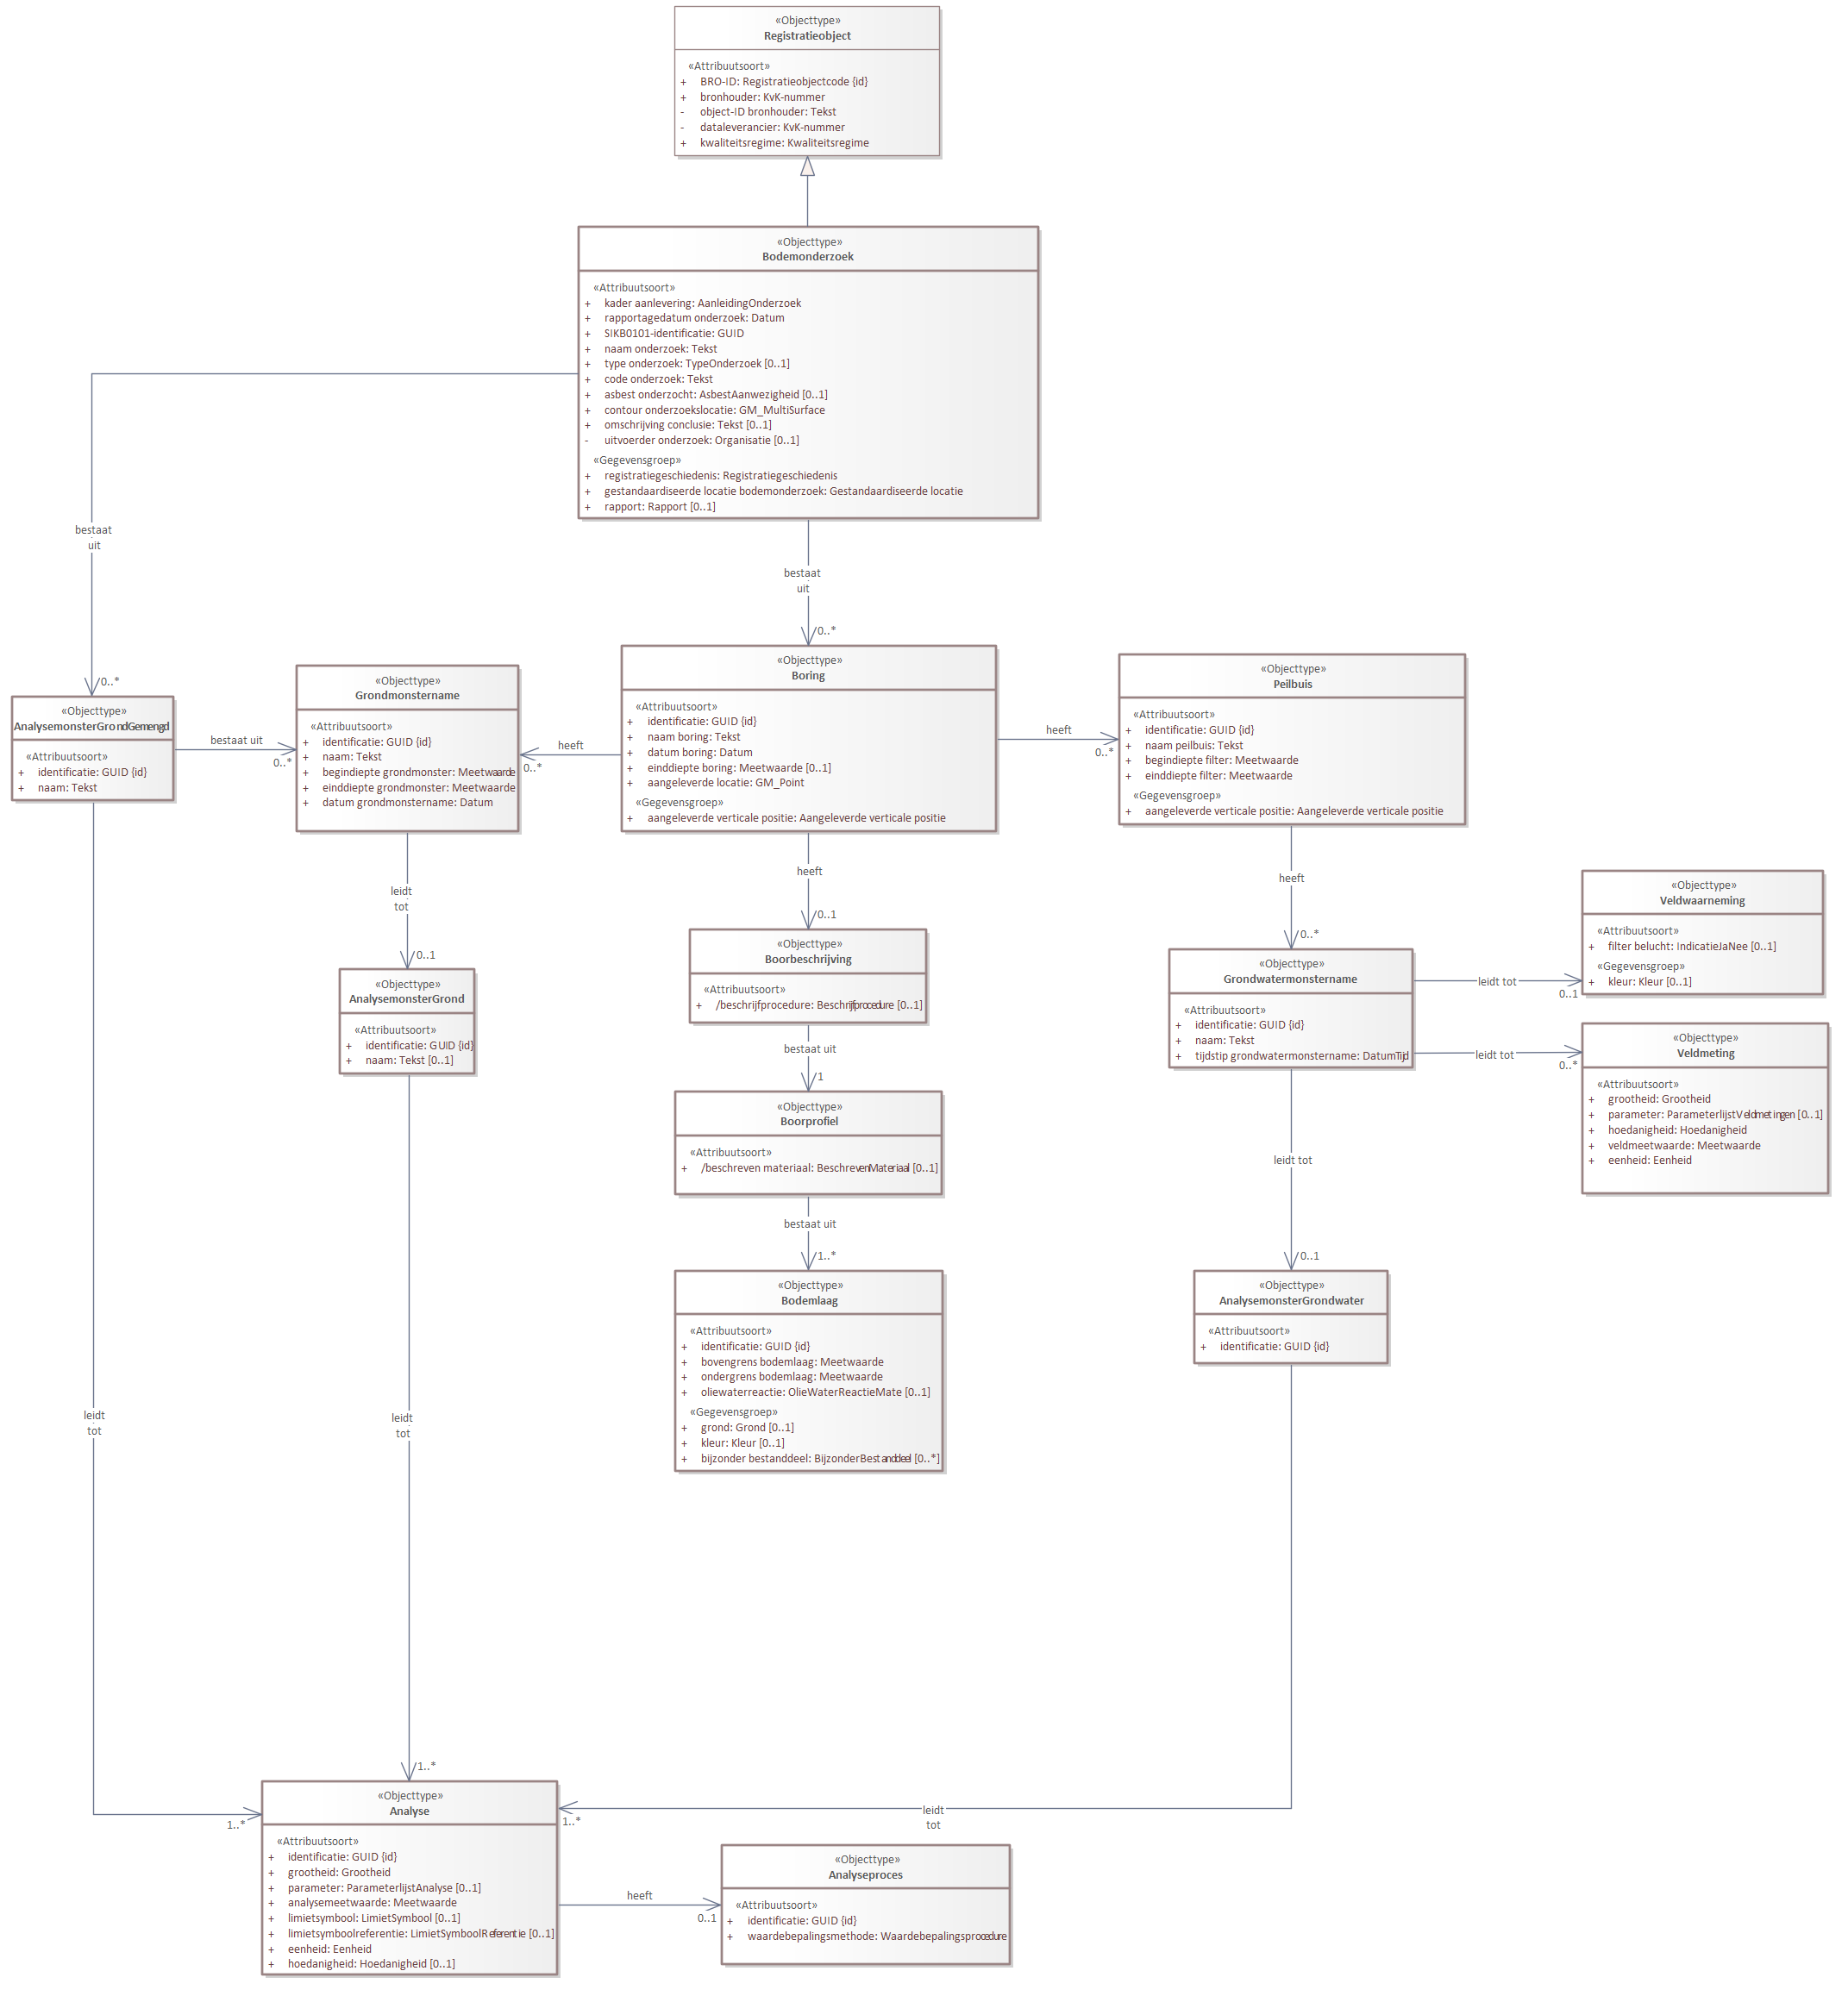 «Objecttype»
Registratieobject
«Attribuutsoort»
+ BRO-ID: Registratieobjectcode {id}
+ bronhouder: KvK-nummer
- object-ID bronhouder: Tekst
- dataleverancier: KvK-nummer
+ kwaliteitsregime: Kwaliteitsregime
«Objecttype»
Bodemonderzoek
«Attribuutsoort»
+ kader aanlevering: AanleidingOnderzoek
+ rapportagedatum onderzoek: Datum
+ SIKB0101-identificatie: GUID
+ naam onderzoek: Tekst
+ type onderzoek: TypeOnderzoek [0..1]
+ code onderzoek: Tekst
+ asbest onderzocht: AsbestAanwezigheid [0..1]
+ contour onderzoekslocatie: GM_MultiSurface
+ omschrijving conclusie: Tekst [0..1]
- uitvoerder onderzoek: Organisatie [0..1]
«Gegevensgroep»
+ registratiegeschiedenis: Registratiegeschiedenis
+ gestandaardiseerde locatie bodemonderzoek: Gestandaardiseerde locatie
+ rapport: Rapport [0..1]
bestaat
uit
0..*
bestaat
uit
0..*
«Objecttype»
AnalysemonsterGrondGemengd
«Attribuutsoort»
+ identificatie: GUID {id}
+ naam: Tekst
bestaat uit
0..*
«Objecttype»
Grondmonstername
«Attribuutsoort»
+ identificatie: GUID {id}
+ naam: Tekst
+ begindiepte grondmonster: Meetwaarde
+ einddiepte grondmonster: Meetwaarde
+ datum grondmonstername: Datum
heeft
0..*
«Objecttype»
Boring
«Attribuutsoort»
+ identificatie: GUID {id}
+ naam boring: Tekst
+ datum boring: Datum
+ einddiepte boring: Meetwaarde [0..1]
+ aangeleverde locatie: GM_Point
«Gegevensgroep»
+ aangeleverde verticale positie: Aangeleverde verticale positie
heeft
0..*
«Objecttype»
Peilbuis
«Attribuutsoort»
+ identificatie: GUID {id}
+ naam peilbuis: Tekst
+ begindiepte filter: Meetwaarde
+ einddiepte filter: Meetwaarde
«Gegevensgroep»
+ aangeleverde verticale positie: Aangeleverde verticale positie
leidt
tot
0..1
heeft
0..1
heeft
0..*
«Objecttype»
AnalysemonsterGrond
«Attribuutsoort»
+ identificatie: GUID {id}
+ naam: Tekst [0..1]
«Objecttype»
Boorbeschrijving
«Attribuutsoort»
+ /beschrijfprocedure: Beschrijfprocedure [0..1]
«Objecttype»
Grondwatermonstername
«Attribuutsoort»
+ identificatie: GUID {id}
+ naam: Tekst
+ tijdstip grondwatermonstername: DatumTijd
leidt tot
0..1
«Objecttype»
Veldwaarneming
«Attribuutsoort»
+ filter belucht: IndicatieJaNee [0..1]
«Gegevensgroep»
+ kleur: Kleur [0..1]
leidt tot
0..*
«Objecttype»
Veldmeting
«Attribuutsoort»
+ grootheid: Grootheid
+ parameter: ParameterlijstVeldmetingen [0..1]
+ hoedanigheid: Hoedanigheid
+ veldmeetwaarde: Meetwaarde
+ eenheid: Eenheid
bestaat uit
1
«Objecttype»
Boorprofiel
«Attribuutsoort»
+ /beschreven materiaal: BeschrevenMateriaal [0..1]
bestaat uit
1..*
«Objecttype»
Bodemlaag
«Attribuutsoort»
+ identificatie: GUID {id}
+ bovengrens bodemlaag: Meetwaarde
+ ondergrens bodemlaag: Meetwaarde
+ oliewaterreactie: OlieWaterReactieMate [0..1]
«Gegevensgroep»
+ grond: Grond [0..1]
+ kleur: Kleur [0..1]
+ bijzonder bestanddeel: BijzonderBestanddeel [0..*]
leidt tot
0..1
«Objecttype»
AnalysemonsterGrondwater
«Attribuutsoort»
+ identificatie: GUID {id}
leidt
tot
1..*
leidt
tot
1..*
leidt
tot
1..*
«Objecttype»
Analyse
«Attribuutsoort»
+ identificatie: GUID {id}
+ grootheid: Grootheid
+ parameter: ParameterlijstAnalyse [0..1]
+ analysemeetwaarde: Meetwaarde
+ limietsymbool: LimietSymbool [0..1]
+ limietsymboolreferentie: LimietSymboolReferentie [0..1]
+ eenheid: Eenheid
+ hoedanigheid: Hoedanigheid [0..1]
heeft
0..1
«Objecttype»
Analyseproces
«Attribuutsoort»
+ identificatie: GUID {id}
+ waardebepalingsmethode: Waardebepalingsprocedure